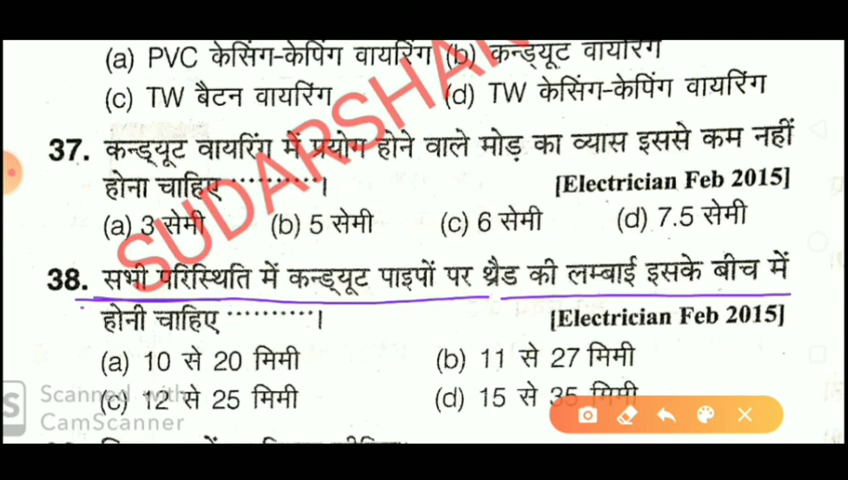 (a) PVC केसिंग-केपिंग वायरिंग (b) कन्ड्यूट वायरिंग
(c) TW बैटन वायरिंग (d) TW केसिंग-केपिंग वायरिंग
37. कन्ड्यूट वायरिंग में प्रयोग होने वाले मोड़ का व्यास इससे कम नहीं
होना चाहिए ..........। [Electrician Feb 2015]
(a) 3 सेमी (b) 5 सेमी (c) 6 सेमी (d) 7.5 सेमी
SUDARSHAN
38. सभी परिस्थिति में कन्ड्यूट पाइपों पर थ्रैड की लम्बाई इसके बीच में
होनी चाहिए ..........। [Electrician Feb 2015]
(a) 10 से 20 मिमी (b) 11 से 27 मिमी
(c) 12 से 25 मिमी (d) 15 से 35 मिमी
S Scanned with
CamScanner